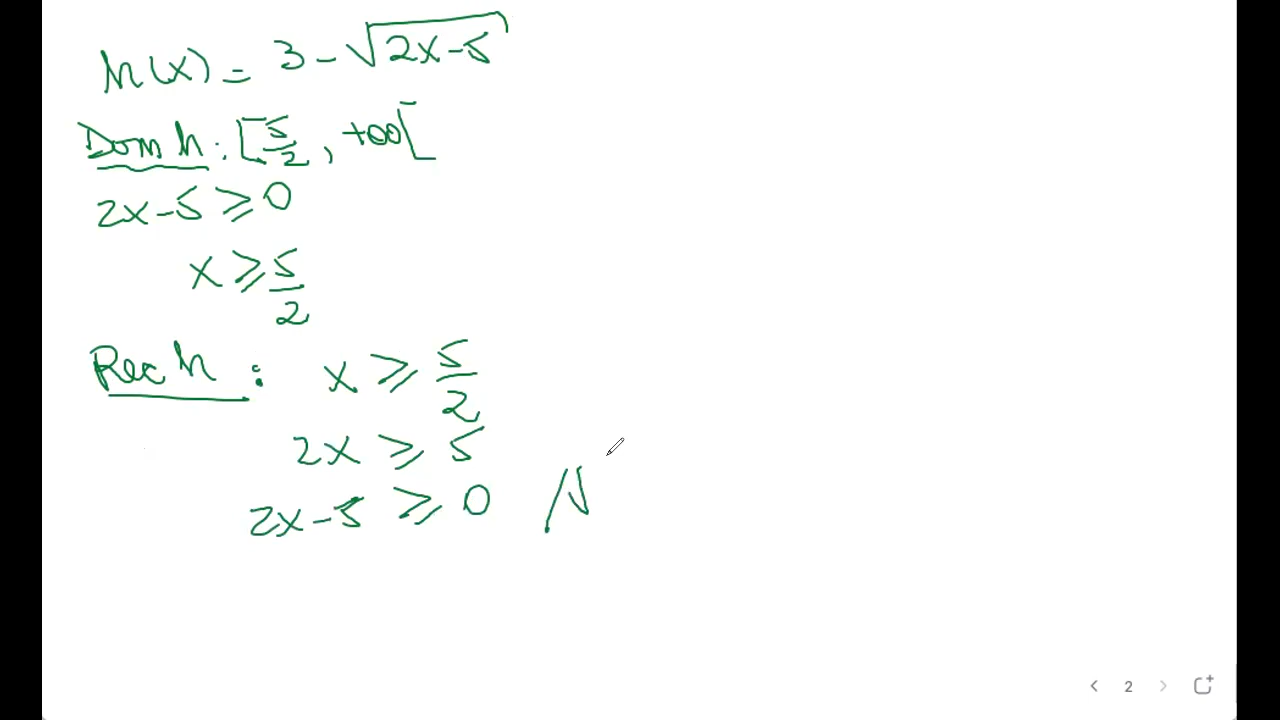 h(x) = 3 - √(2x-5)
Dom h : [5/2, +∞[
2x-5 ≥ 0
x ≥ 5/2
Rec h : x ≥ 5/2
2x ≥ 5
2x-5 ≥ 0 /√
2